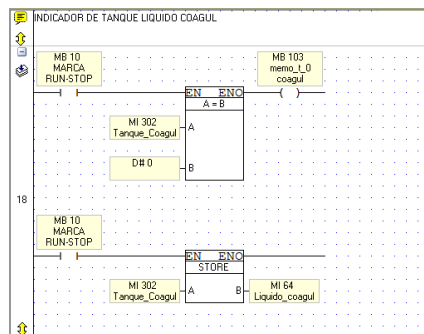 INDICADOR DE TANQUE LIQUIDO COAGUL
MB 10
MARCA
RUN-STOP
MB 103
memo_t_0
coagul
EN ENO
A = B
MI 302
Tanque_Coagul
A
D# 0
B
18
MB 10
MARCA
RUN-STOP
EN ENO
STORE
MI 302
Tanque_Coagul
A
B
MI 64
Liquido_coagul